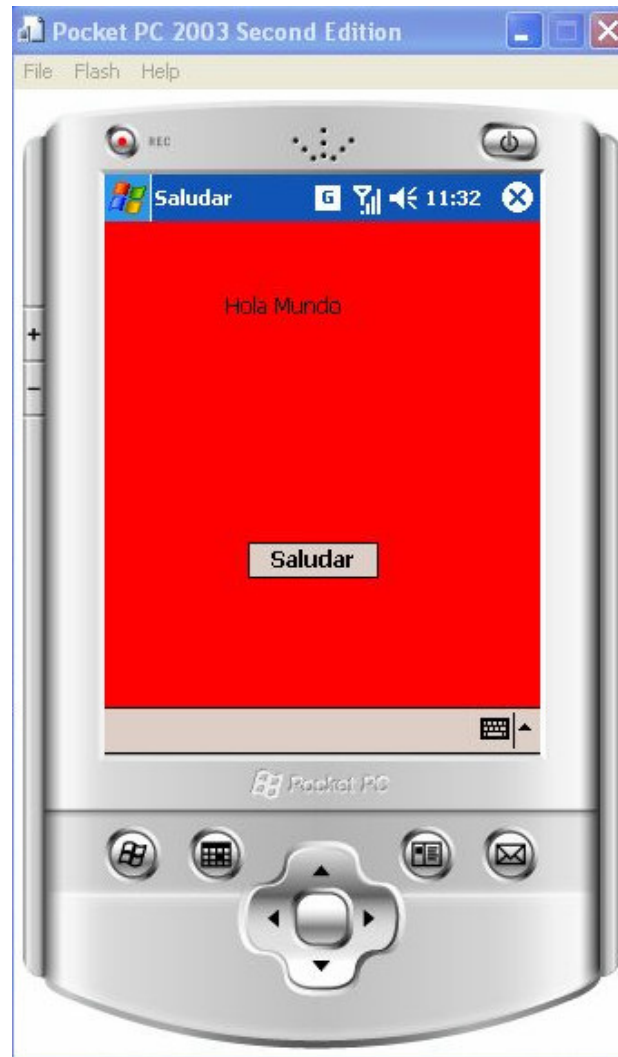 Pocket PC 2003 Second Edition
File Flash Help
REC
Saludar G 11:32
Hola Mundo
+
-
Saludar
Pocket PC